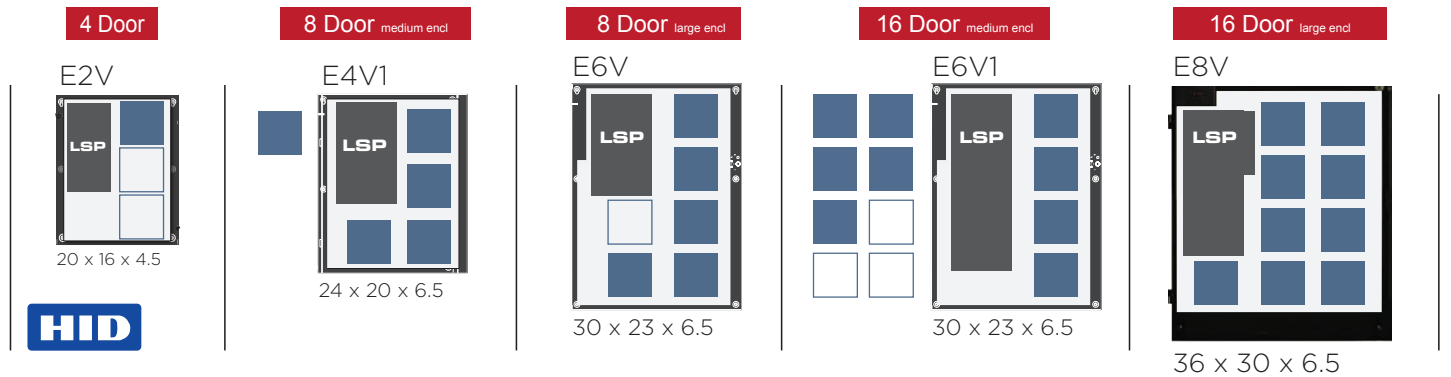 4 Door
8 Door medium encl
8 Door large encl
16 Door medium encl
16 Door large encl
E2V
E4V1
E6V
E6V1
E8V
LSP
LSP
LSP
LSP
LSP
20 x 16 x 4.5
24 x 20 x 6.5
30 x 23 x 6.5
30 x 23 x 6.5
36 x 30 x 6.5
HID